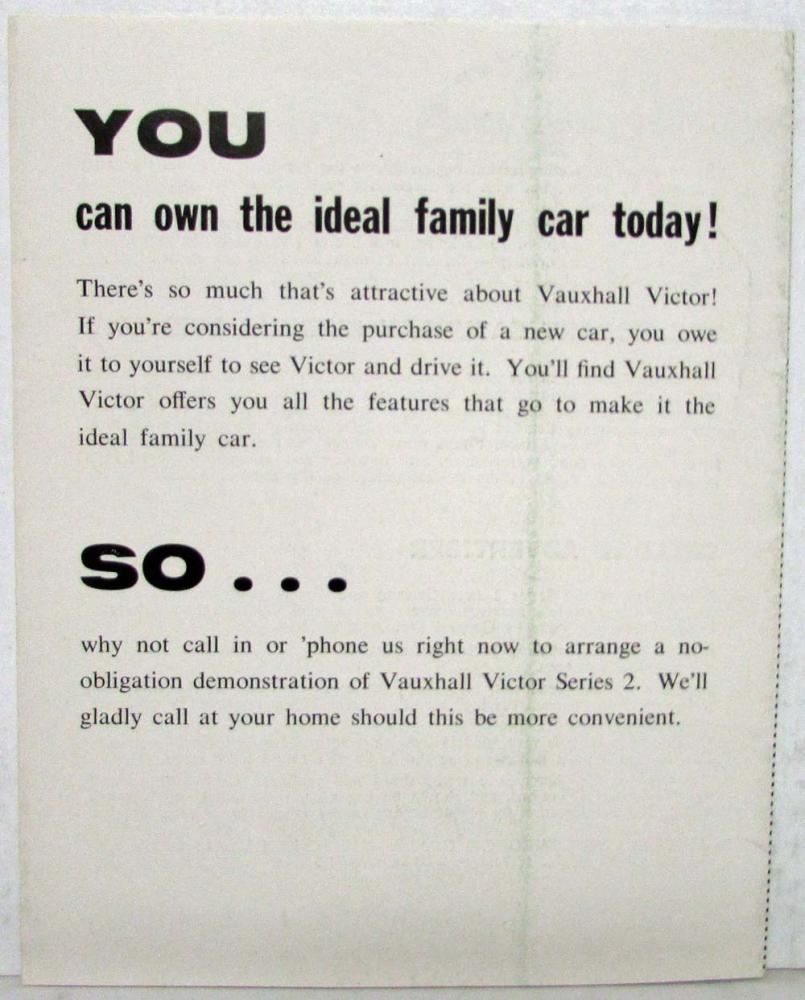 YOU
can own the ideal family car today!
There's so much that's attractive about Vauxhall Victor!
If you're considering the purchase of a new car, you owe
it to yourself to see Victor and drive it. You'll find Vauxhall
Victor offers you all the features that go to make it the
ideal family car.
SO . . .
why not call in or 'phone us right now to arrange a no-
obligation demonstration of Vauxhall Victor Series 2. We'll
gladly call at your home should this be more convenient.